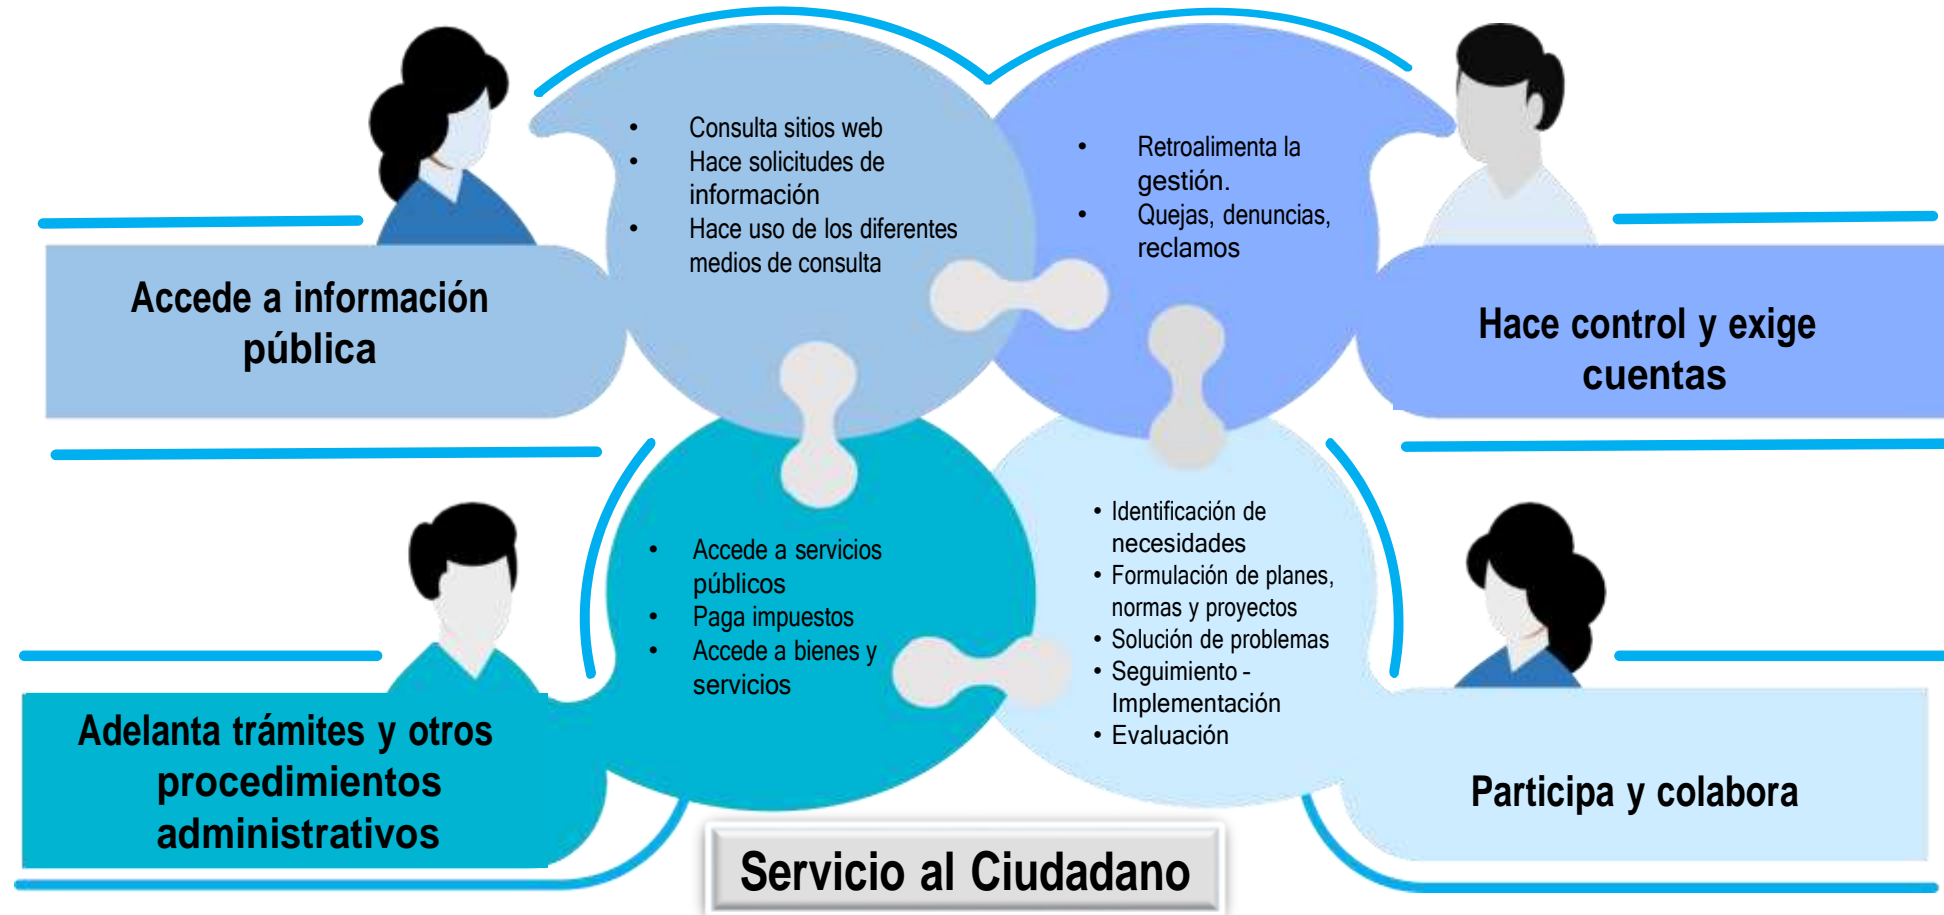 Accede a información
pública
• Consulta sitios web
• Hace solicitudes de
información
• Hace uso de los diferentes
medios de consulta
• Retroalimenta la
gestión.
• Quejas, denuncias,
reclamos
Hace control y exige
cuentas
Adelanta trámites y otros
procedimientos
administrativos
• Accede a servicios
públicos
• Paga impuestos
• Accede a bienes y
servicios
• Identificación de
necesidades
• Formulación de planes,
normas y proyectos
• Solución de problemas
• Seguimiento -
Implementación
• Evaluación
Participa y colabora
Servicio al Ciudadano